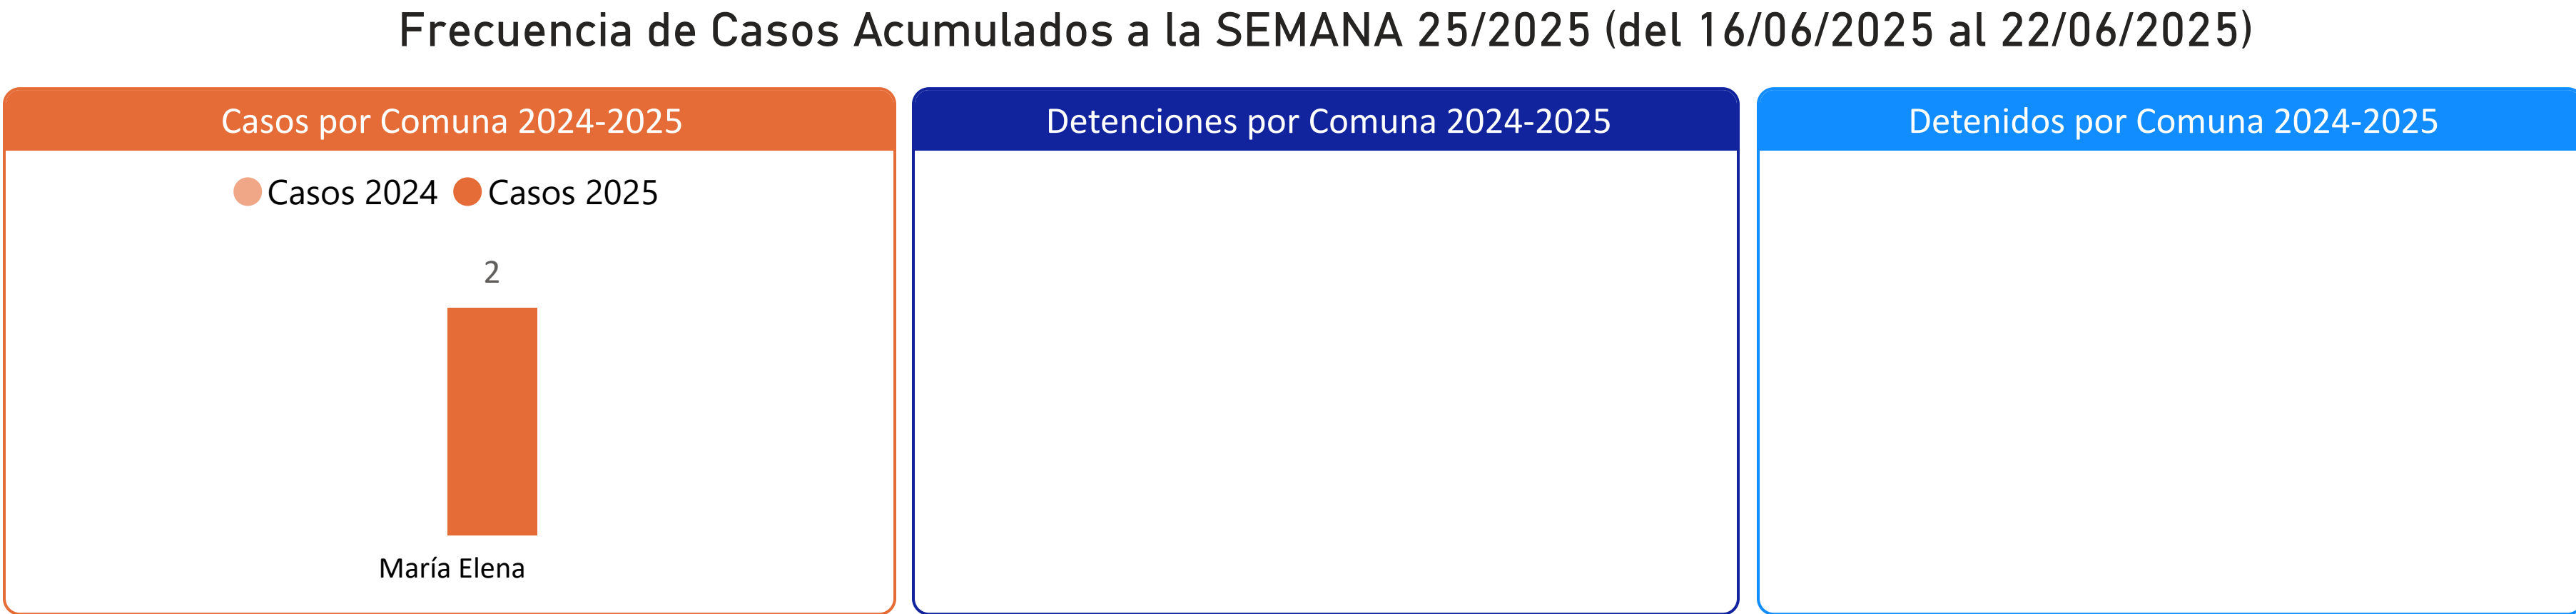 Frecuencia de Casos Acumulados a la SEMANA 25/2025 (del 16/06/2025 al 22/06/2025)
Casos por Comuna 2024-2025
Casos 2024 Casos 2025
2
María Elena
Detenciones por Comuna 2024-2025
Detenidos por Comuna 2024-2025